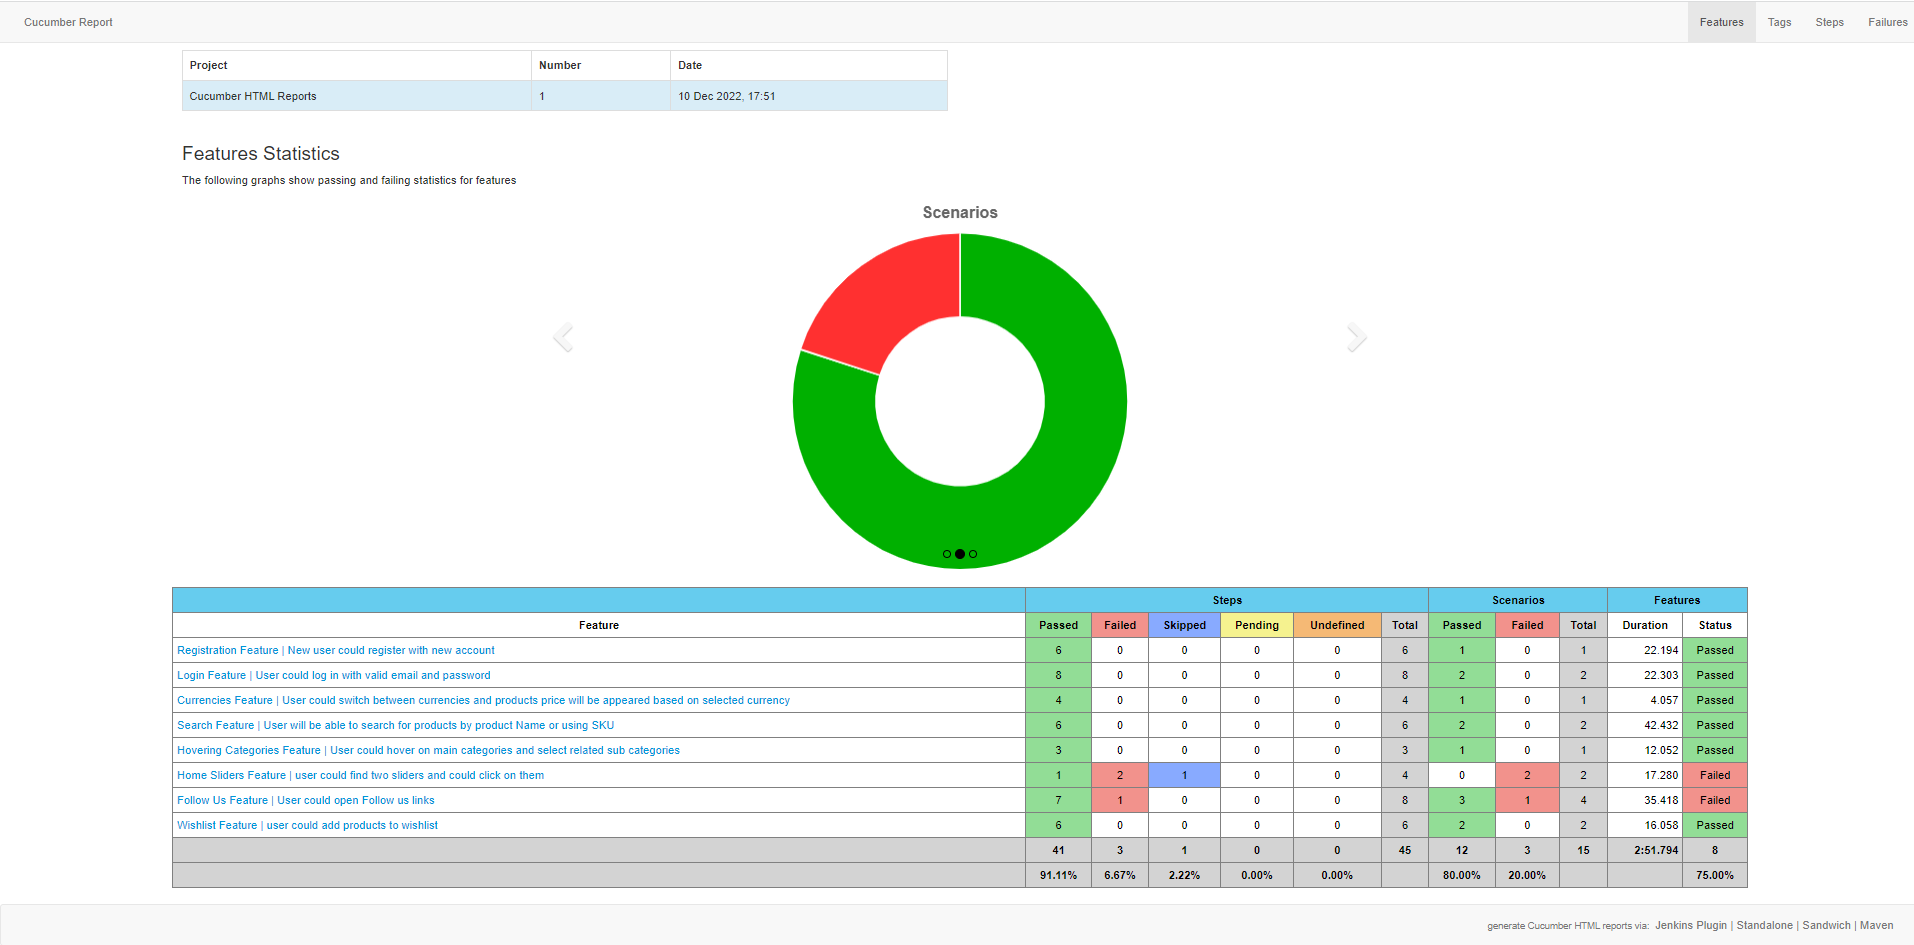 Cucumber Report Features Tags Steps Failures
Project Number Date
Cucumber HTML Reports 1 10 Dec 2022, 17:51
Features Statistics
The following graphs show passing and failing statistics for features
Scenarios
Steps Scenarios Features
Feature Passed Failed Skipped Pending Undefined Total Passed Failed Total Duration Status
Registration Feature | New user could register with new account 6 0 0 0 0 6 1 0 1 22.194 Passed
Login Feature | User could log in with valid email and password 8 0 0 0 0 8 2 0 2 22.303 Passed
Currencies Feature | User could switch between currencies and products price will be appeared based on selected currency 4 0 0 0 0 4 1 0 1 4.057 Passed
Search Feature | User will be able to search for products by product Name or using SKU 6 0 0 0 0 6 2 0 2 42.432 Passed
Hovering Categories Feature | User could hover on main categories and select related sub categories 3 0 0 0 0 3 1 0 1 12.052 Passed
Home Sliders Feature | user could find two sliders and could click on them 1 2 1 0 0 4 0 2 2 17.280 Failed
Follow Us Feature | User could open Follow us links 7 1 0 0 0 8 3 1 4 35.418 Failed
Wishlist Feature | user could add products to wishlist 6 0 0 0 0 6 2 0 2 16.058 Passed
41 3 1 0 0 45 12 3 15 2:51.794 8
91.11% 6.67% 2.22% 0.00% 0.00% 80.00% 20.00% 75.00%
generate Cucumber HTML reports via: Jenkins Plugin | Standalone | Sandwich | Maven